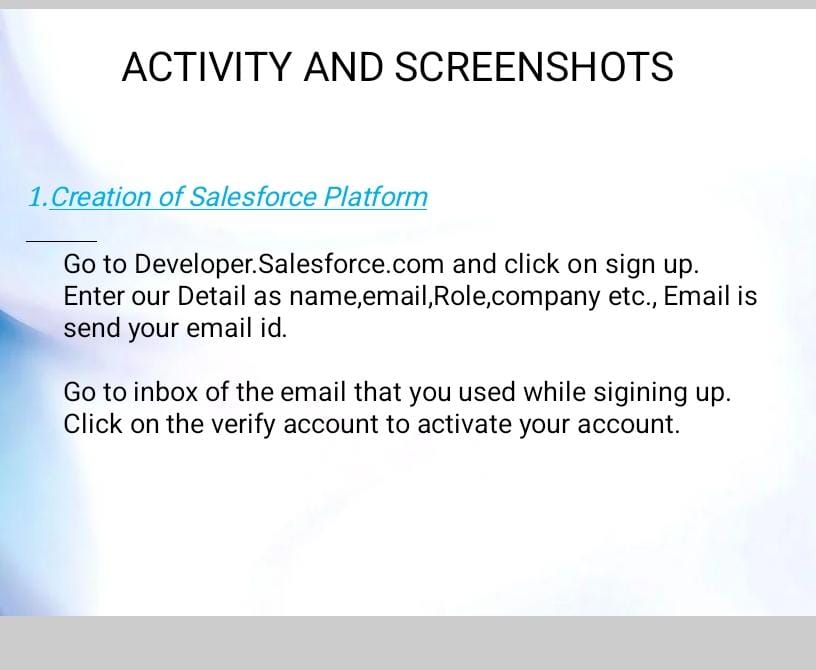 ACTIVITY AND SCREENSHOTS
1.Creation of Salesforce Platform
Go to Developer.Salesforce.com and click on sign up.
Enter our Detail as name,email,Role,company etc., Email is
send your email id.
Go to inbox of the email that you used while sigining up.
Click on the verify account to activate your account.